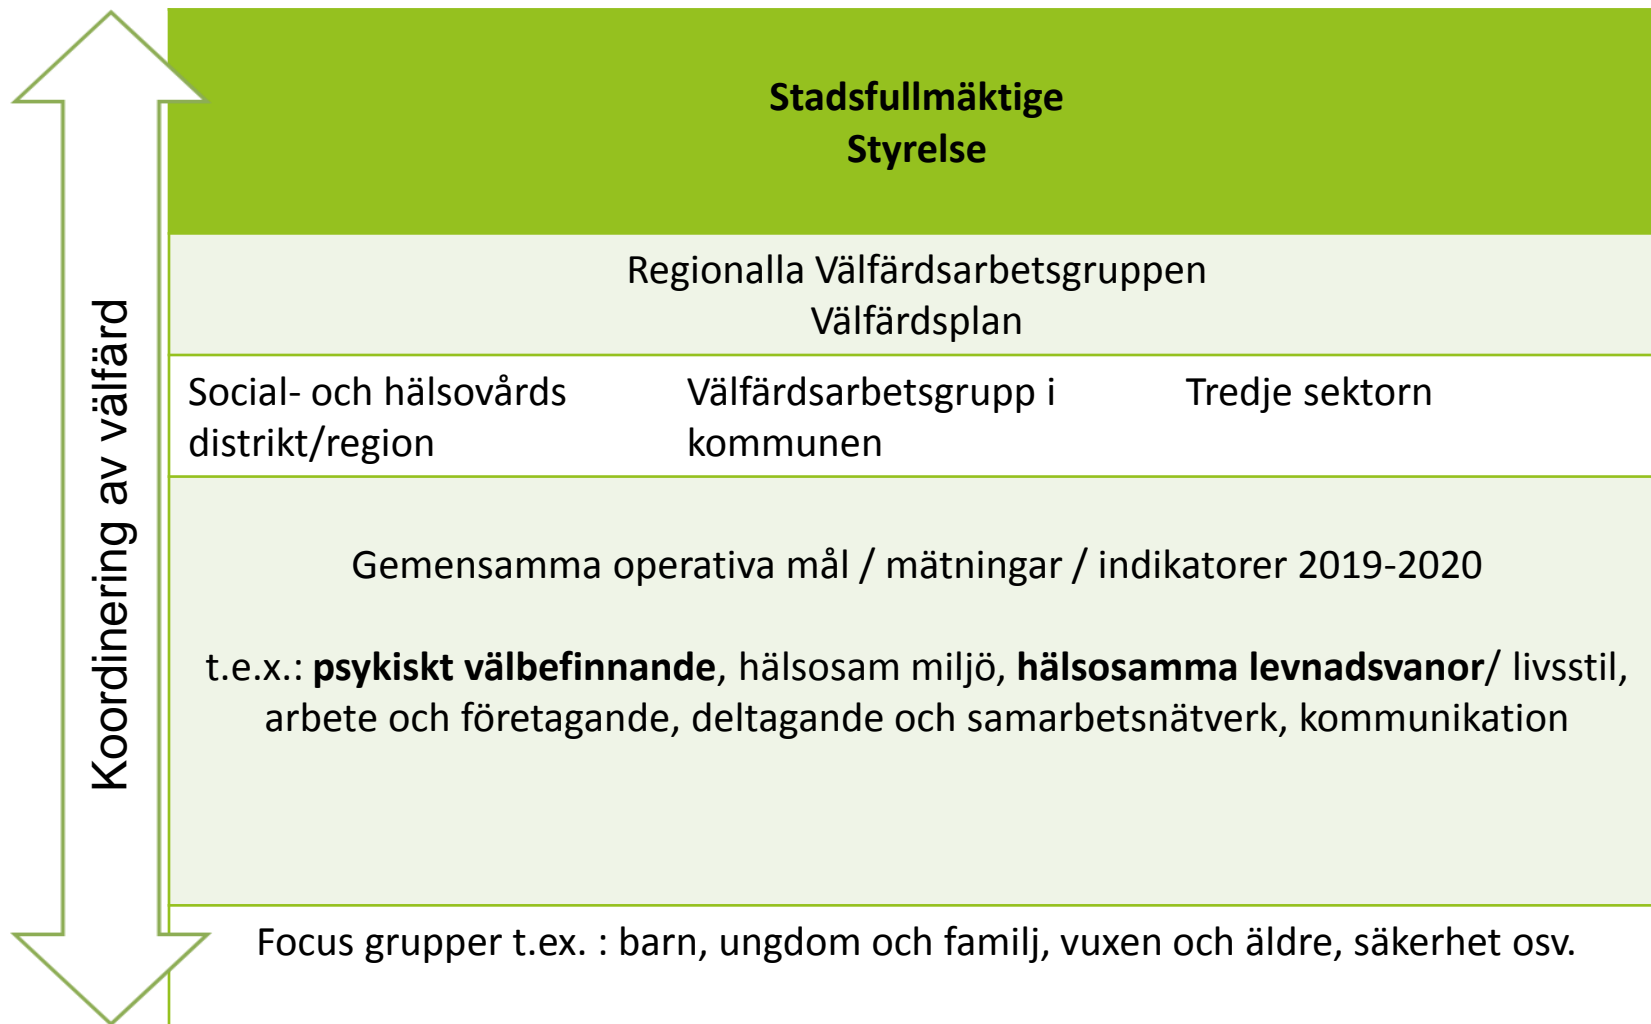 Koordinering av välfärd
Stadsfullmäktige
Styrelse
Regionalla Välfärdsarbetsgruppen
Välfärdsplan
Social- och hälsovårds
distrikt/region
Välfärdsarbetsgrupp i
kommunen
Tredje sektorn
Gemensamma operativa mål / mätningar / indikatorer 2019-2020
t.e.x.: psykiskt välbefinnande, hälsosam miljö, hälsosamma levnadsvanor/ livsstil,
arbete och företagande, deltagande och samarbetsnätverk, kommunikation
Focus grupper t.ex. : barn, ungdom och familj, vuxen och äldre, säkerhet osv.